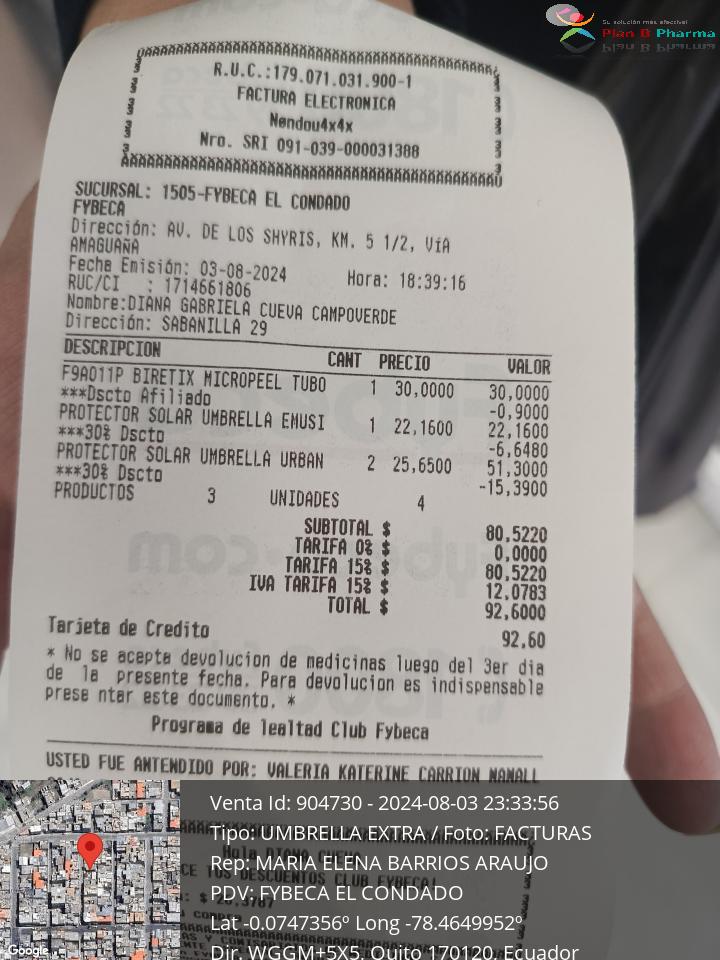 Su solución más efectiva!
Plan B Pharma
R.U.C.:179.071.031.900-1
FACTURA ELECTRONICA
Nendou4x4x
Nro. SRI 091-039-000031388
SUCURSAL: 1505-FYBECA EL CONDADO
FYBECA
Dirección: AV. DE LOS SHYRIS, KM. 5 1/2, VíA
AMAGUAÑA
Fecha Emisión: 03-08-2024 Hora: 18:39:16
RUC/CI : 1714661806
Nombre:DIANA GABRIELA CUEVA CAMPOVERDE
Dirección: SABANILLA 29
DESCRIPCION CANT PRECIO VALOR
F9A011P BIRETIX MICROPEEL TUBO 1 30,0000 30,0000
***Dscto Afiliado -0,9000
PROTECTOR SOLAR UMBRELLA EMUSI 1 22,1600 22,1600
***30% Dscto -6,6480
PROTECTOR SOLAR UMBRELLA URBAN 2 25,6500 51,3000
***30% Dscto -15,3900
PRODUCTOS 3 UNIDADES 4
SUBTOTAL $ 80,5220
TARIFA 0% $ 0,0000
TARIFA 15% $ 80,5220
IVA TARIFA 15% $ 12,0783
TOTAL $ 92,6000
Tarjeta de Credito 92,60
* No se acepta devolucion de medicinas luego del 3er dia
de la presente fecha. Para devolucion es indispensable
prese ntar este documento. *
Programa de lealtad Club Fybeca
USTED FUE ANTENDIDO POR: VALERIA KATERINE CARRION NAMALL
Venta Id: 904730 - 2024-08-03 23:33:56
Tipo: UMBRELLA EXTRA / Foto: FACTURAS
Rep: MARIA ELENA BARRIOS ARAUJO
PDV: FYBECA EL CONDADO
Lat -0.0747356º Long -78.4649952º
Dir. WGGM+5X5, Quito 170120, Ecuador
Google